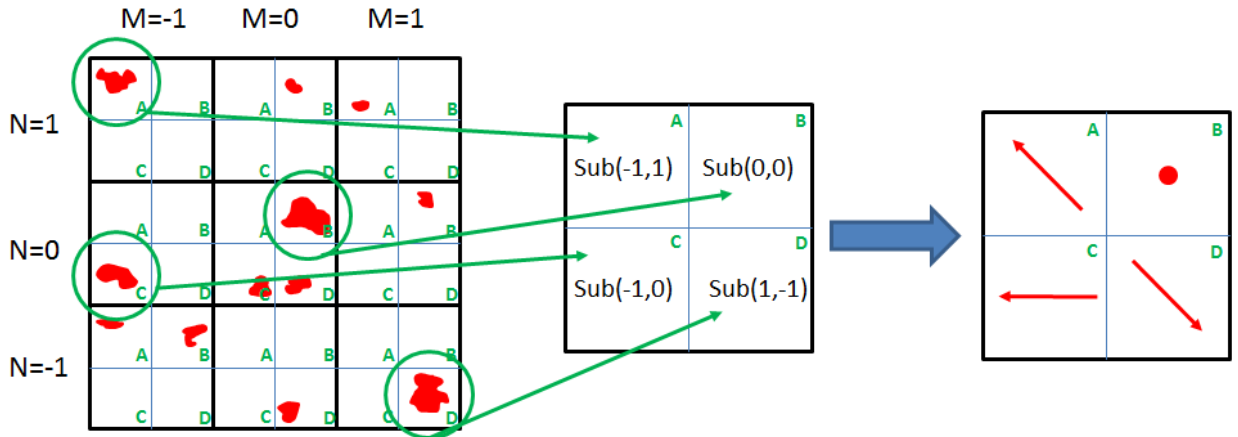 M=-1 M=0 M=1
N=1
A B A B A B
C D C D C D
N=0
A B A B A B
C D C D C D
N=-1
A B A B A B
C D C D C D
A B
Sub(-1,1) Sub(0,0)
C D
Sub(-1,0) Sub(1,-1)
A B
C D